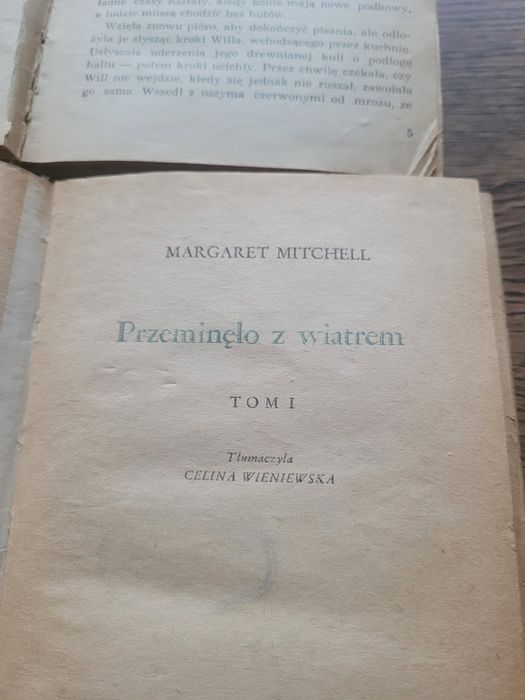 ładne czasy nastały, kiedy konie mają nowe podkowy,
a ludzie muszą chodzić bez butów.
Wzięła znowu pióro, aby dokończyć pisania, ale odło-
żyła je słysząc kroki Willa, wchodzącego przez kuchnię.
Usłyszała uderzenia jego drewnianej kuli o podłogę
hallu — potem kroki ucichły. Przez chwilę czekała, czy
Will nie wejdzie, kiedy się jednak nie ruszał, zawołała
go sama. Wszedł z uszyma czerwonymi od mrozu, ze
5
MARGARET MITCHELL
Przeminęło z wiatrem
TOM I
Tłumaczyła
CELINA WIENIEWSKA